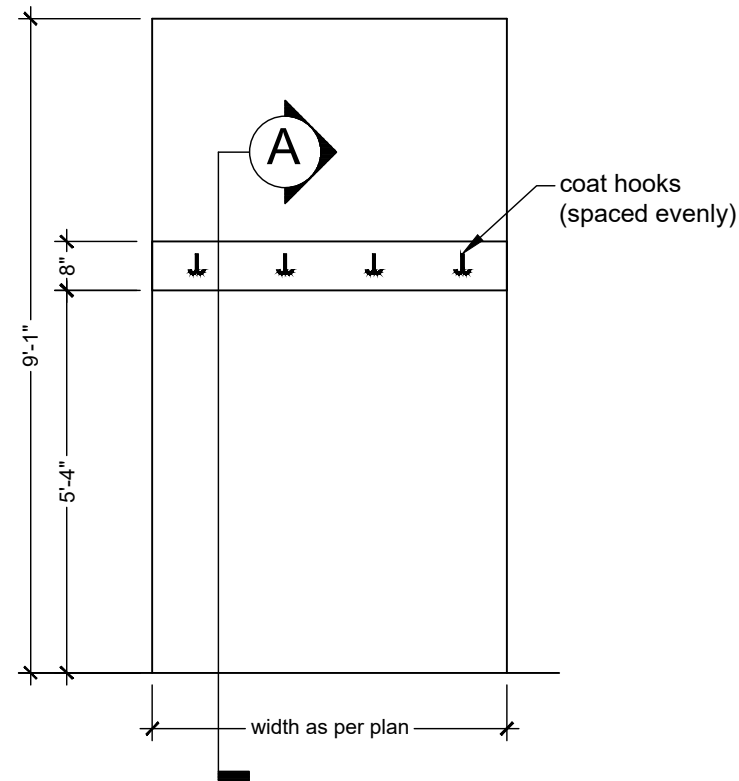 A
coat hooks
(spaced evenly)
8"
9'-1"
5'-4"
width as per plan